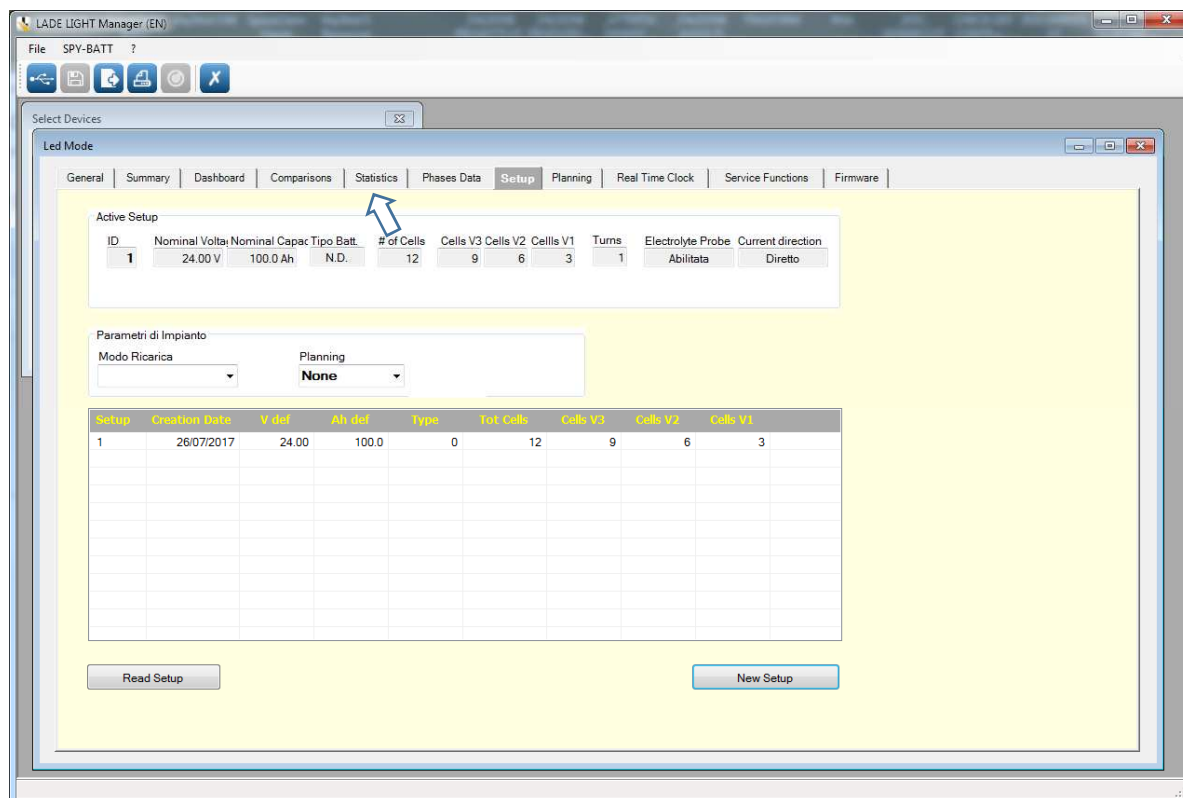 LADE LIGHT Manager (EN)
File SPY-BATT ?
Select Devices
Led Mode
General Summary Dashboard Comparisons Statistics Phases Data Setup Planning Real Time Clock Service Functions Firmware
Active Setup
ID Nominal Voltag Nominal Capac Tipo Batt. # of Cells Cells V3 Cells V2 Cellls V1 Turns Electrolyte Probe Current direction
1 24.00 V 100.0 Ah N.D. 12 9 6 3 1 Abilitata Diretto
Parametri di Impianto
Modo Ricarica Planning
None
Setup Creation Date V def Ah def Type Tot Cells Cells V3 Cells V2 Cells V1
1 26/07/2017 24.00 100.0 0 12 9 6 3
Read Setup New Setup